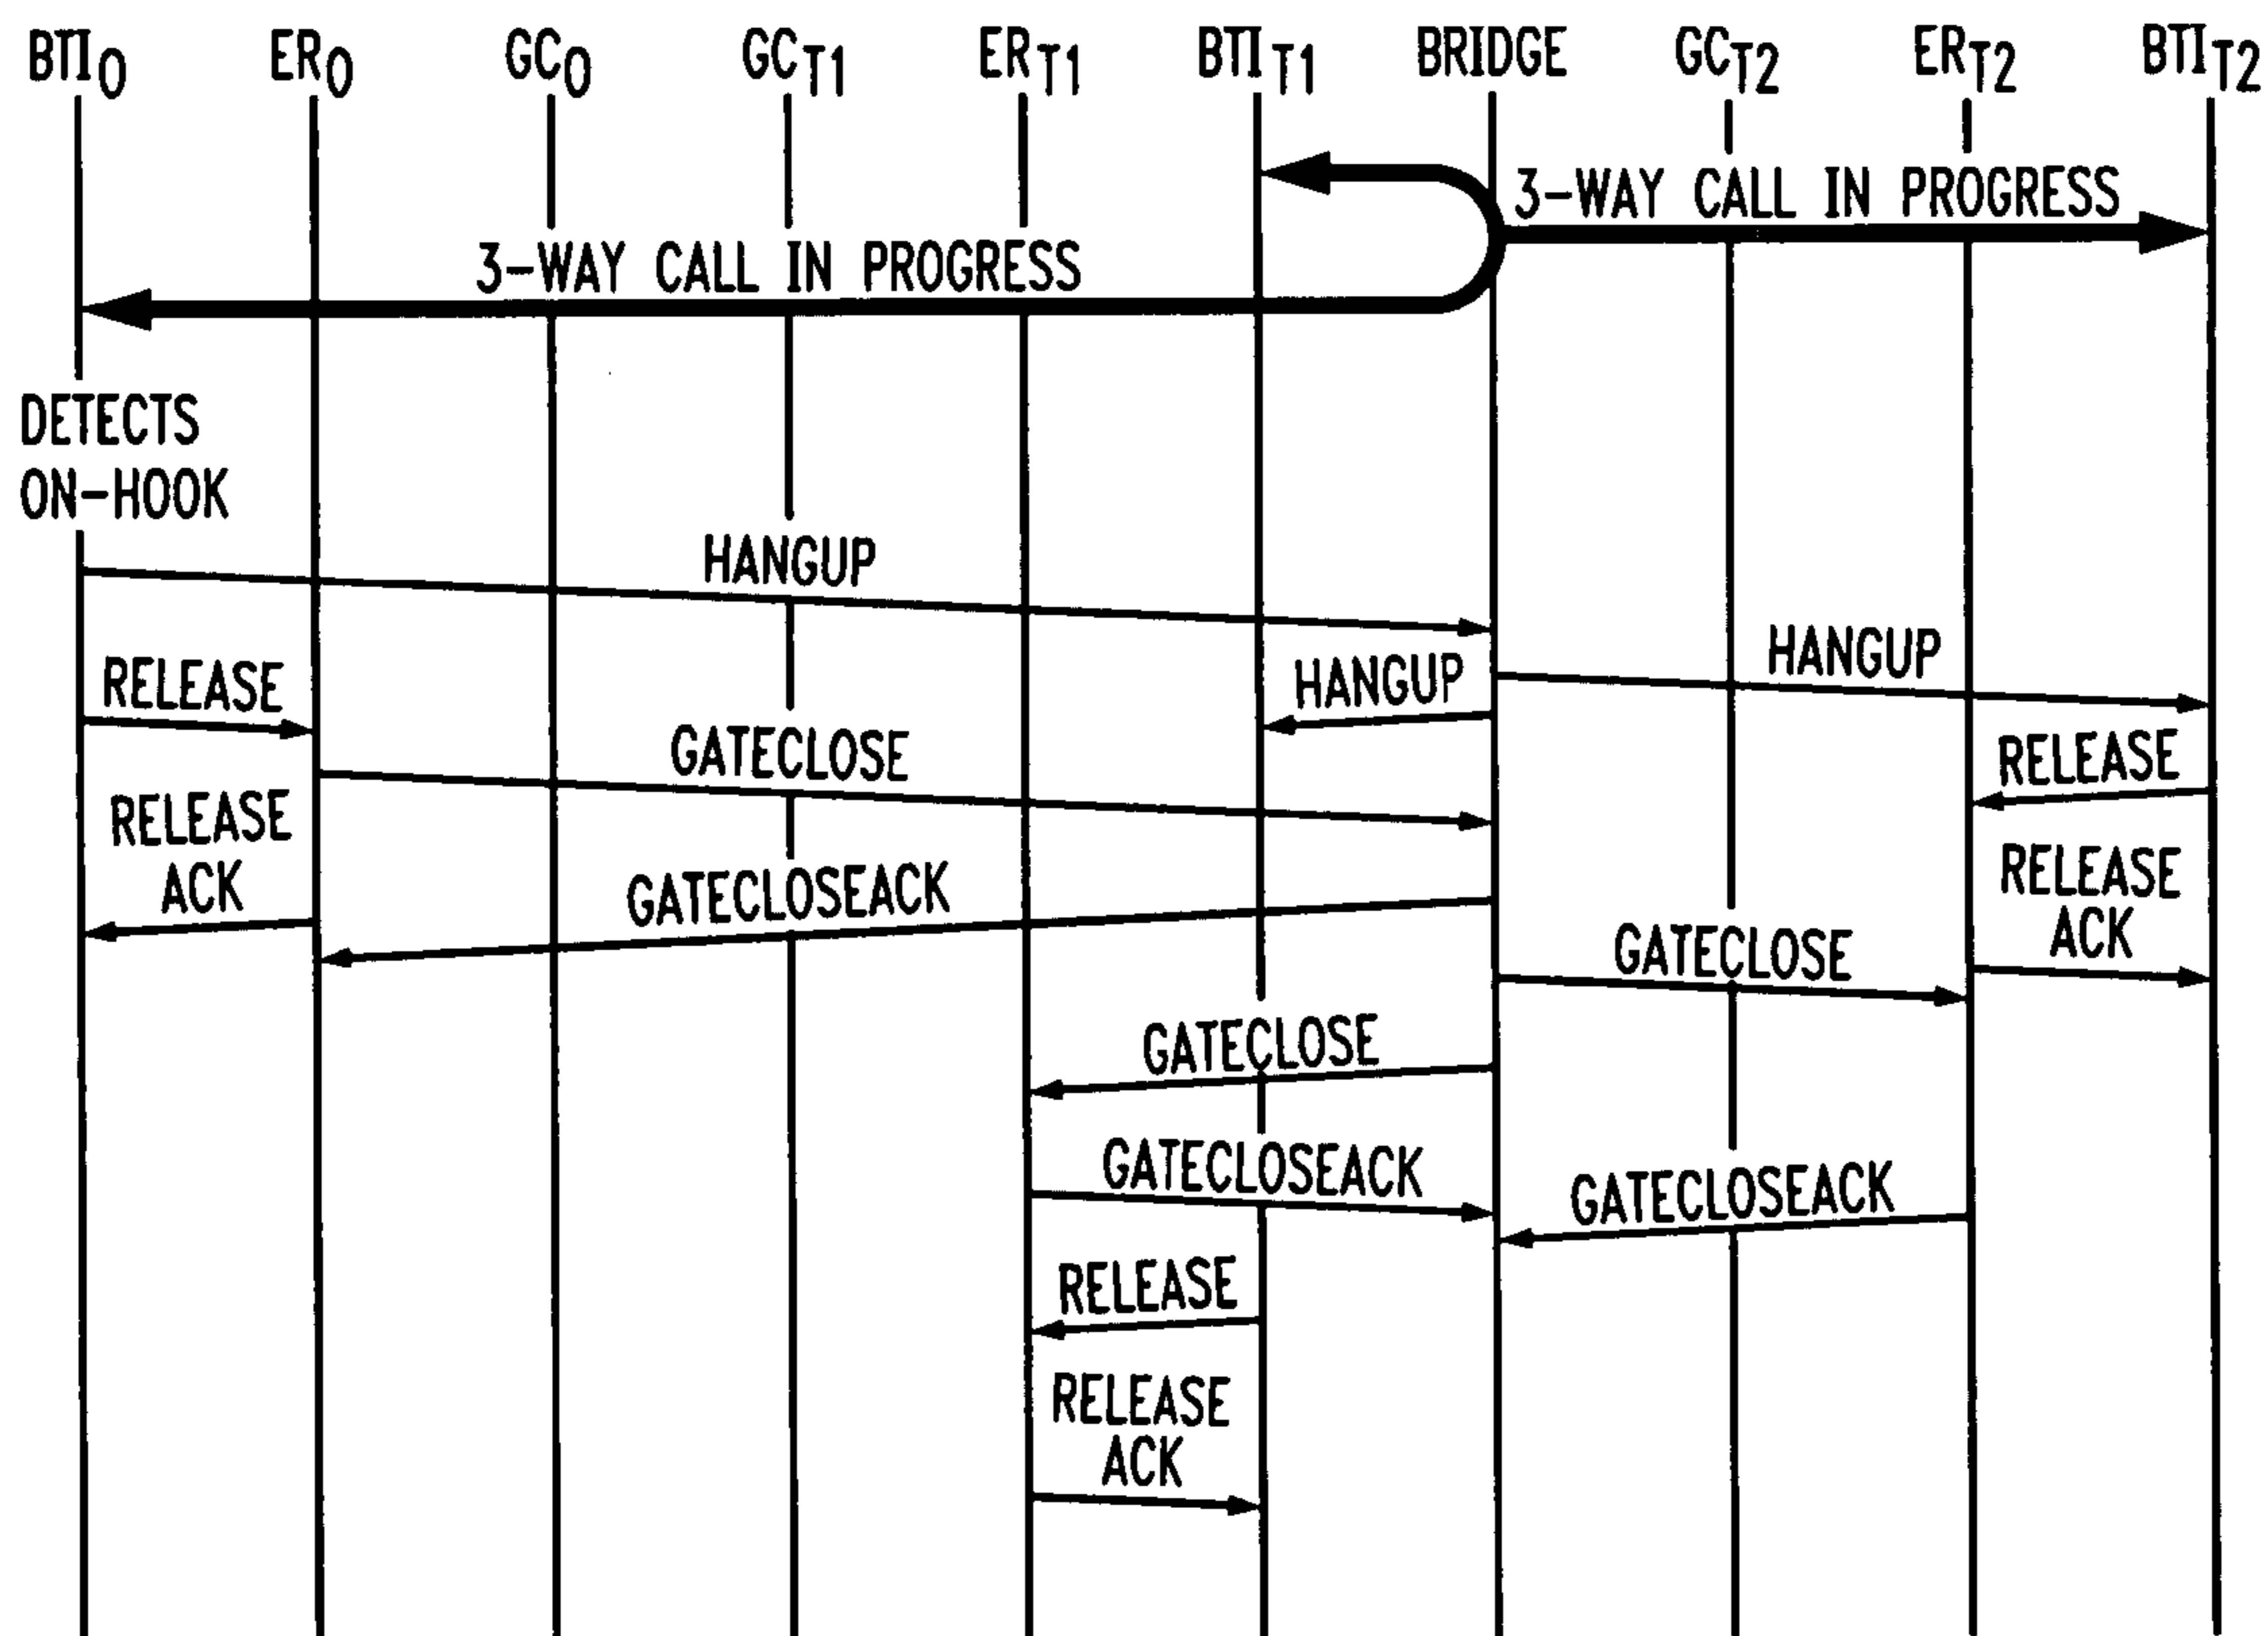 BTI0 ER0 GC0 GCT1 ERT1 BTIT1 BRIDGE GCT2 ERT2 BTIT2
3-WAY CALL IN PROGRESS
3-WAY CALL IN PROGRESS
DETECTS
ON-HOOK
HANGUP
HANGUP
HANGUP
RELEASE
GATECLOSE
RELEASE
RELEASE
ACK
GATECLOSEACK
RELEASE
ACK
GATECLOSE
GATECLOSE
GATECLOSEACK
GATECLOSEACK
RELEASE
RELEASE
ACK